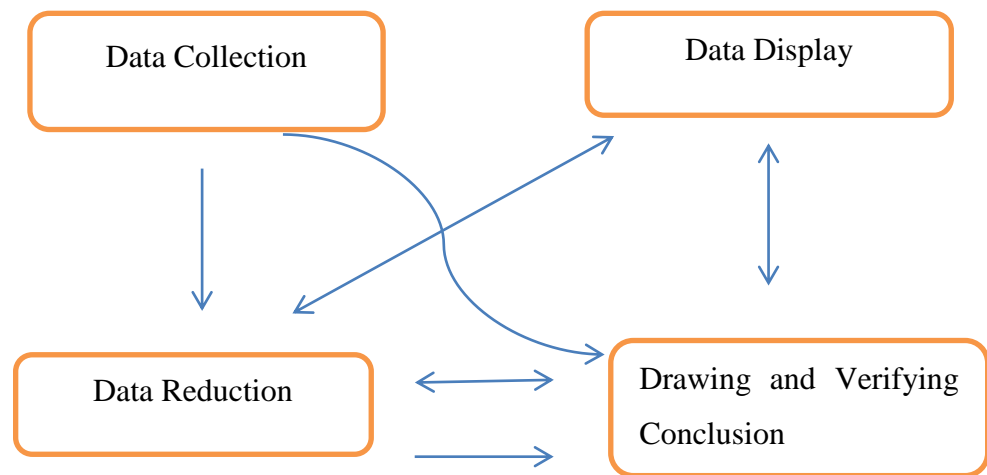 Data Collection
Data Display
Data Reduction
Drawing and Verifying
Conclusion